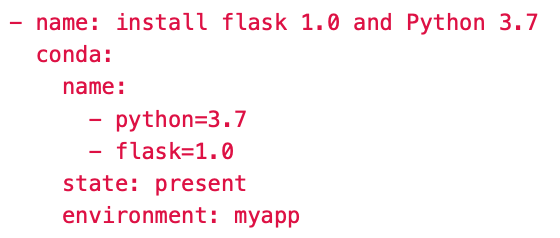 - name: install flask 1.0 and Python 3.7
  conda:
    name:
      - python=3.7
      - flask=1.0
    state: present
    environment: myapp